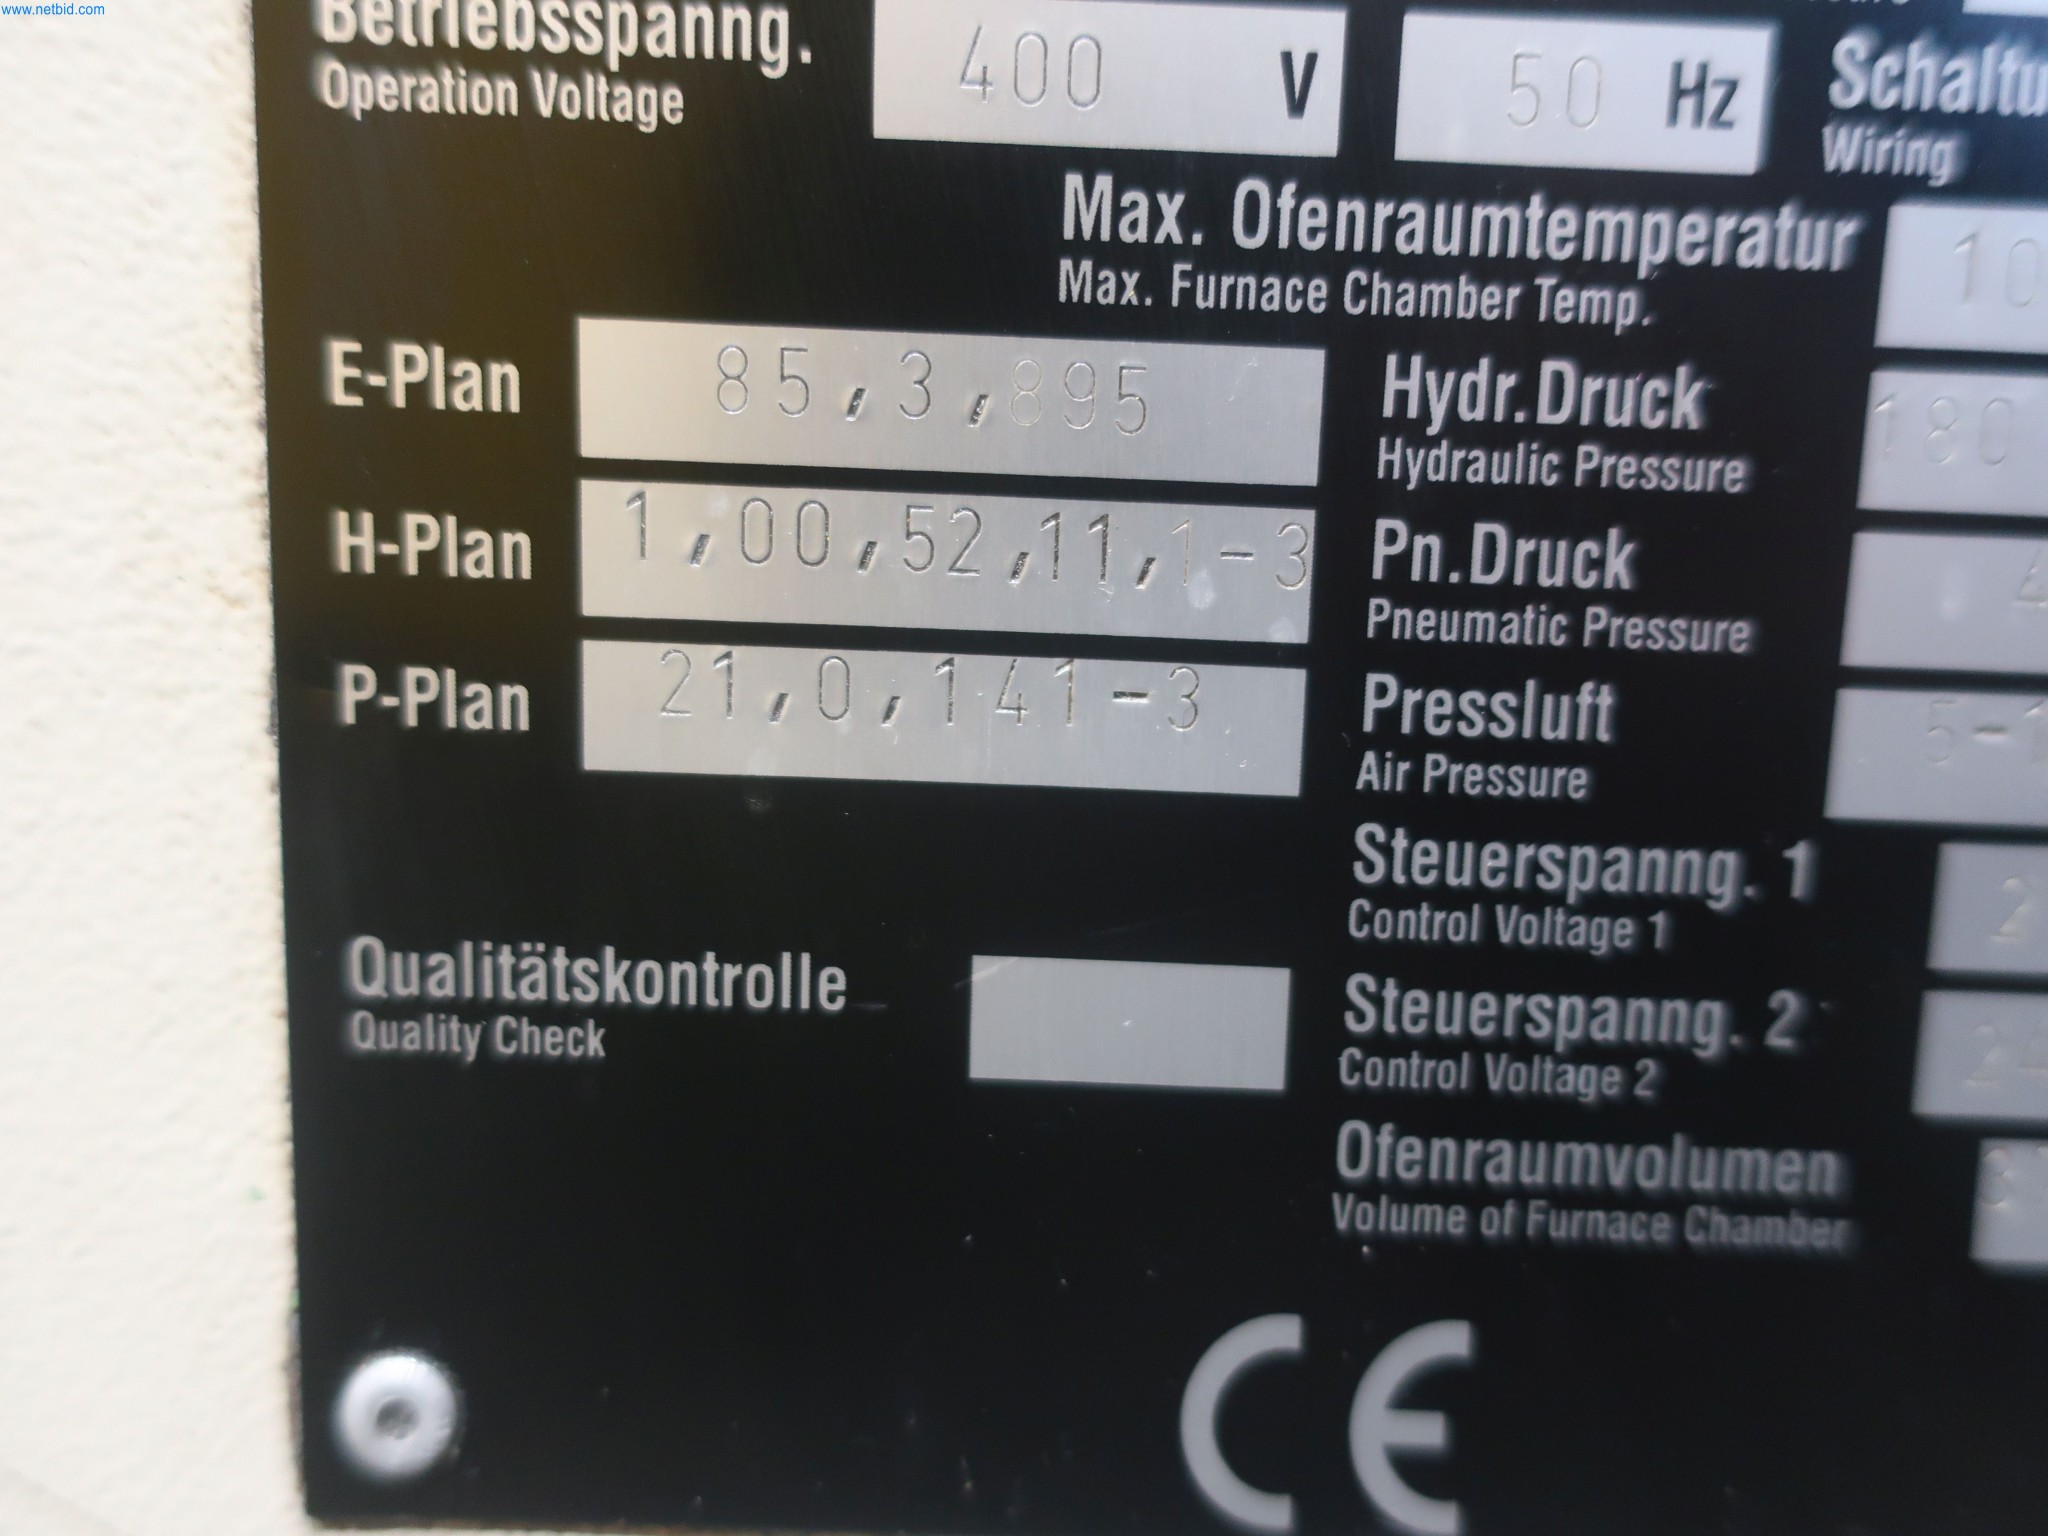 www.netbid.com
Betriebsspanng. 400 V 50 Hz
Operation Voltage
Wiring
Max. Ofenraumtemperatur
Max. Furnace Chamber Temp.
E-Plan 85,3,895
Hydr.Druck 180
Hydraulic Pressure
H-Plan 1,00,52,11,1-3
Pn.Druck
Pneumatic Pressure
P-Plan 21,0,141-3
Pressluft
Air Pressure
Steuerspanng. 1
Control Voltage 1
Qualitätskontrolle
Quality Check
Steuerspanng. 2
Control Voltage 2
Ofenraumvolumen
Volume of Furnace Chamber
CE